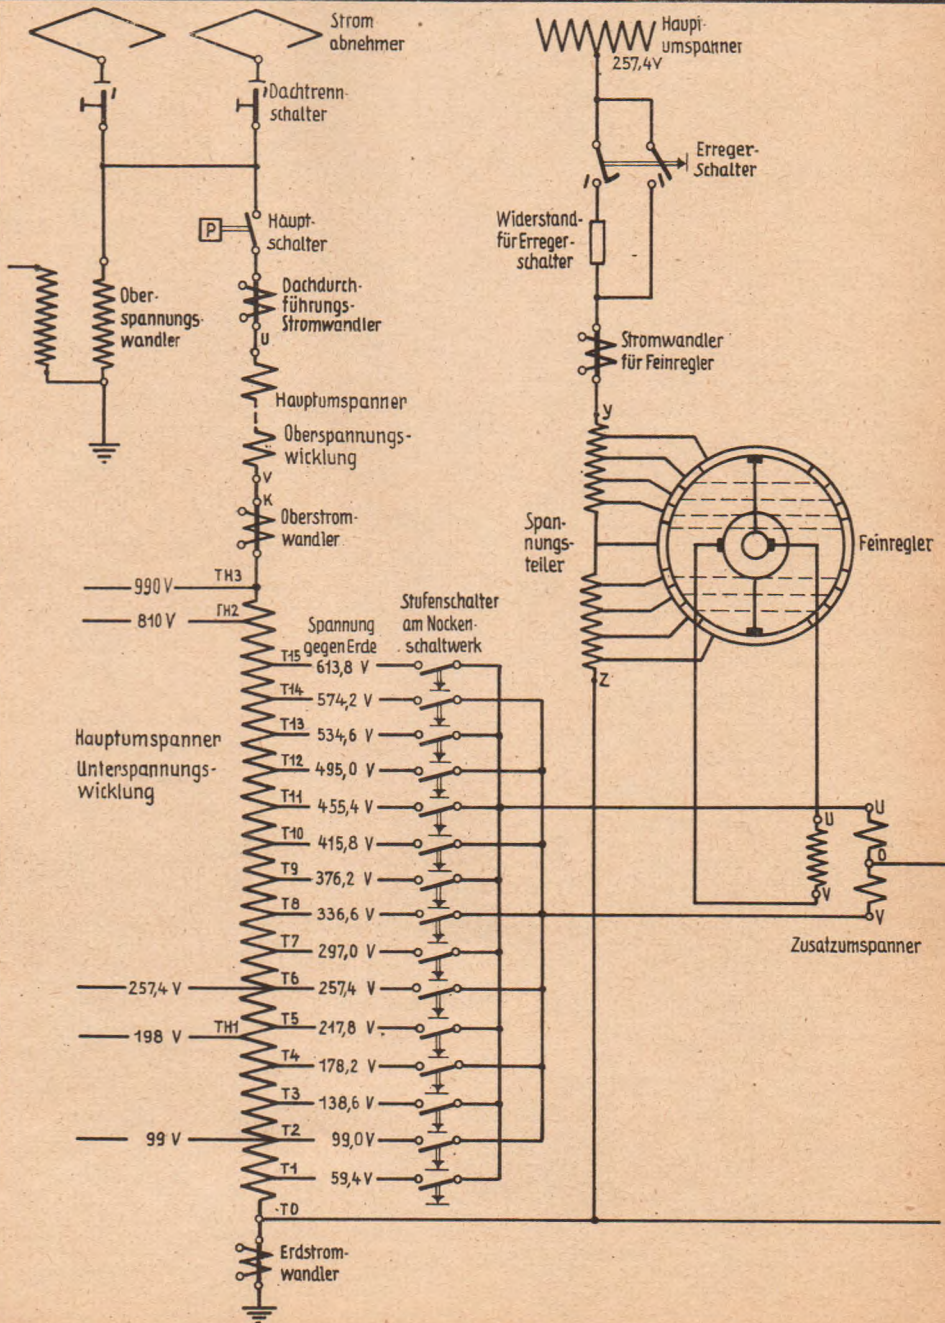 Strom
abnehmer
Dachtrenn-
schalter
P
Haupt-
schalter
Ober-
spannungs
wandler
Dachdurch-
führungs-
Stromwandler
U
Hauptumspanner
Oberspannungs-
wicklung
V
K
Oberstrom-
wandler
990 V
TH3
810 V
TH2
Spannung
gegen Erde
Stufenschalter
am Nocken-
schaltwerk
T15
613,8 V
T14
574,2 V
T13
534,6 V
T12
495,0 V
T11
455,4 V
T10
415,8 V
T9
376,2 V
T8
336,6 V
T7
297,0 V
257,4 V
T6
257,4 V
198 V
TH1
T5
217,8 V
T4
178,2 V
T3
138,6 V
99 V
T2
99,0V
T1
59,4V
TO
Hauptumspanner
Unterspannungs-
wicklung
Erdstrom-
wandler
Haupt-
umspanner
257,4V
Erreger-
Schalter
Widerstand-
für Erreger-
schalter
Stromwandler
für Feinregler
Y
Span-
nungs-
teiler
Feinregler
Z
U
V
U
O
V
Zusatzumspanner